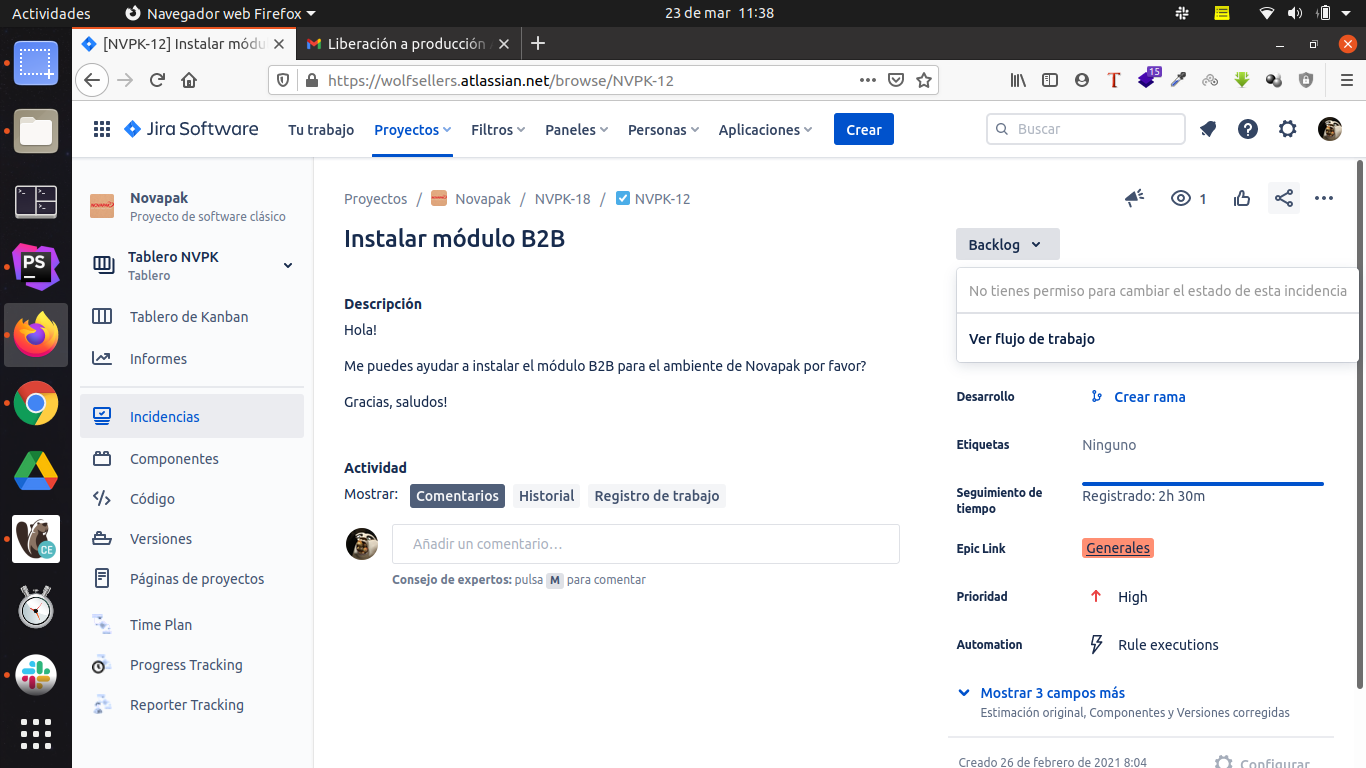 Actividades
Navegador web Firefox
23 de mar 11:38
[NVPK-12] Instalar módu
Liberación a producción
https://wolfsellers.atlassian.net/browse/NVPK-12
15
Jira Software
Tu trabajo
Proyectos
Filtros
Paneles
Personas
Aplicaciones
Crear
Buscar
Novapak
Proyecto de software clásico
Tablero NVPK
Tablero
Tablero de Kanban
Informes
Incidencias
Componentes
Código
Versiones
Páginas de proyectos
Time Plan
Progress Tracking
Reporter Tracking
Proyectos / Novapak / NVPK-18 / NVPK-12
1
Instalar módulo B2B
Descripción
Hola!
Me puedes ayudar a instalar el módulo B2B para el ambiente de Novapak por favor?
Gracias, saludos!
Actividad
Mostrar: Comentarios Historial Registro de trabajo
Añadir un comentario…
Consejo de expertos: pulsa M para comentar
Backlog
No tienes permiso para cambiar el estado de esta incidencia
Ver flujo de trabajo
Desarrollo
Crear rama
Etiquetas
Ninguno
Seguimiento de
tiempo
Registrado: 2h 30m
Epic Link
Generales
Prioridad
High
Automation
Rule executions
Mostrar 3 campos más
Estimación original, Componentes y Versiones corregidas
Creado 26 de febrero de 2021 8:04
Configurar
PS
CE